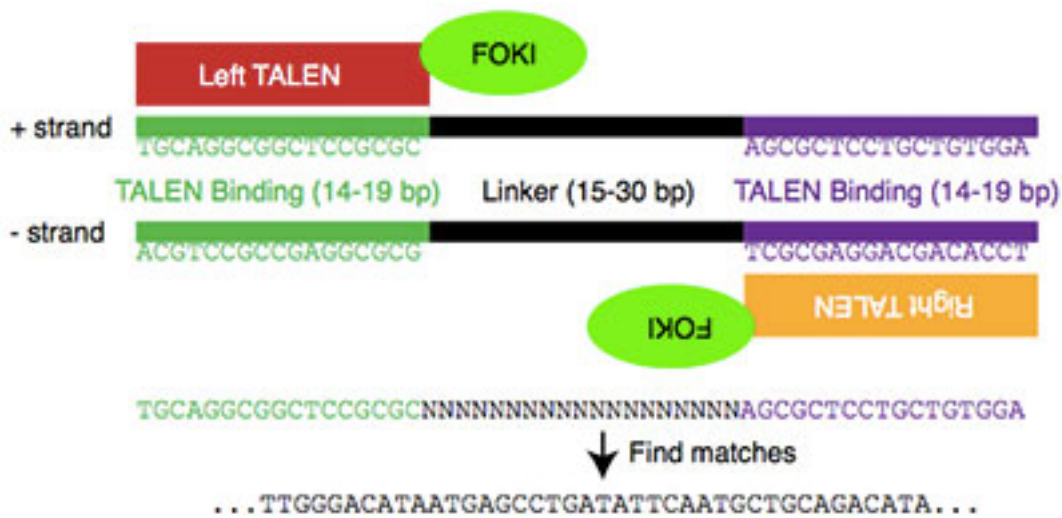 Left TALEN
FOKI
+ strand
TGCAGGCGGCTCCGCGC AGCGCTCCTGCTGTGGA
TALEN Binding (14-19 bp) Linker (15-30 bp) TALEN Binding (14-19 bp)
- strand
ACGTCCGCCGAGGCGCG TCGCGAGGACGACACCT
FOKI
Right TALEN
TGCAGGCGGCTCCGCGCNNNNNNNNNNNNNNNNNNNAGCGCTCCTGCTGTGGA
Find matches
...TTGGGACATAATGAGCCTGATATTCAATGCTGCAGACATA...